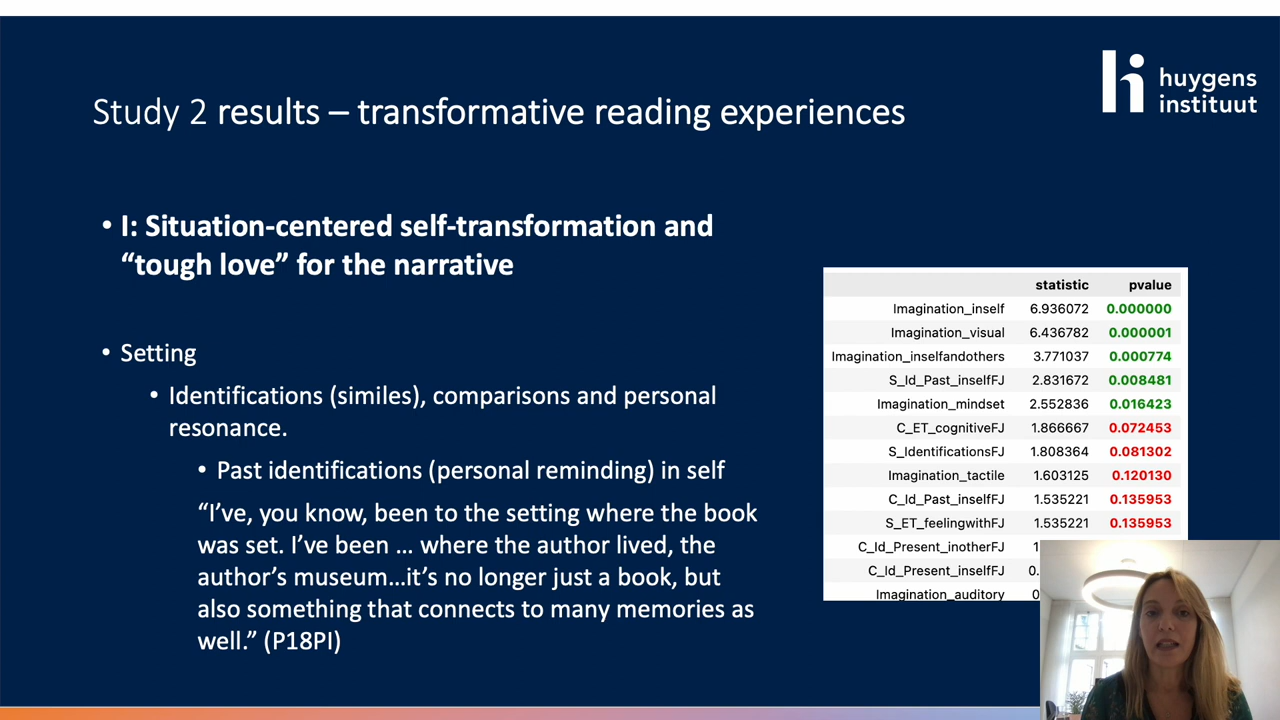 huygens
instituut
Study 2 results – transformative reading experiences
• I: Situation-centered self-transformation and
“tough love” for the narrative
• Setting
• Identifications (similes), comparisons and personal
resonance.
• Past identifications (personal reminding) in self
“I’ve, you know, been to the setting where the book
was set. I’ve been … where the author lived, the
author’s museum…it’s no longer just a book, but
also something that connects to many memories as
well.” (P18PI)
statistic pvalue
Imagination_inself 6.936072 0.000000
Imagination_visual 6.436782 0.000001
Imagination_inselfandothers 3.771037 0.000774
S_Id_Past_inselfFJ 2.831672 0.008481
Imagination_mindset 2.552836 0.016423
C_ET_cognitiveFJ 1.866667 0.072453
S_IdentificationsFJ 1.808364 0.081302
Imagination_tactile 1.603125 0.120130
C_Id_Past_inselfFJ 1.535221 0.135953
S_ET_feelingwithFJ 1.535221 0.135953
C_Id_Present_inotherFJ
C_Id_Present_inselfFJ 0.
Imagination_auditory 0